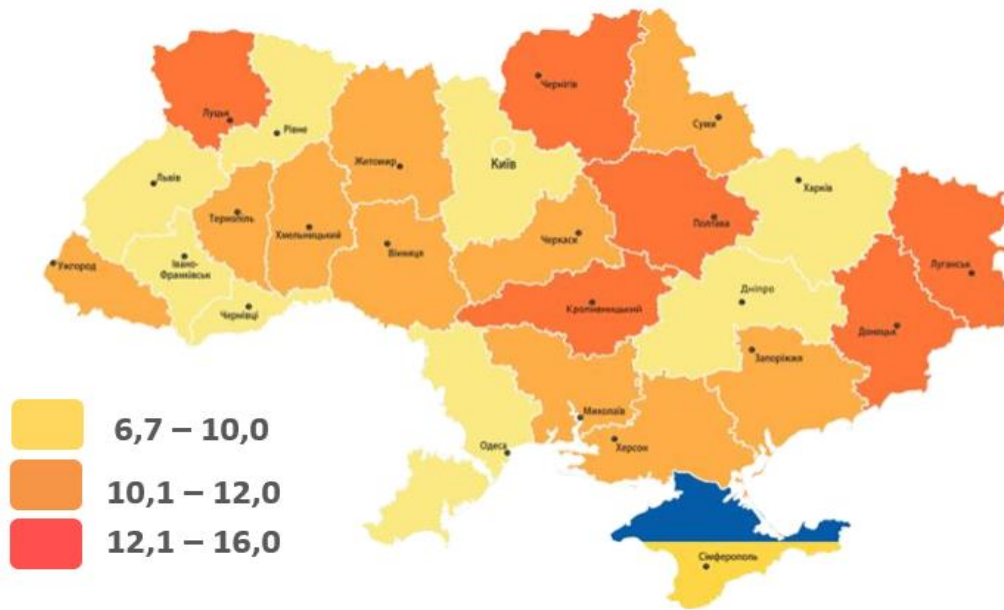 Чернігів
Луцьк
Суми
Рівне
Київ
Житомир
Львів
Харків
Тернопіль
Полтава
Хмельницький
Черкаси
Вінниця
Івано-
Франківськ
Ужгород
Луганськ
Дніпро
Чернівці
Кропивницький
Донецьк
Запоріжжя
Миколаїв
Херсон
Одеса
6,7 – 10,0
10,1 – 12,0
12,1 – 16,0
Сімферополь